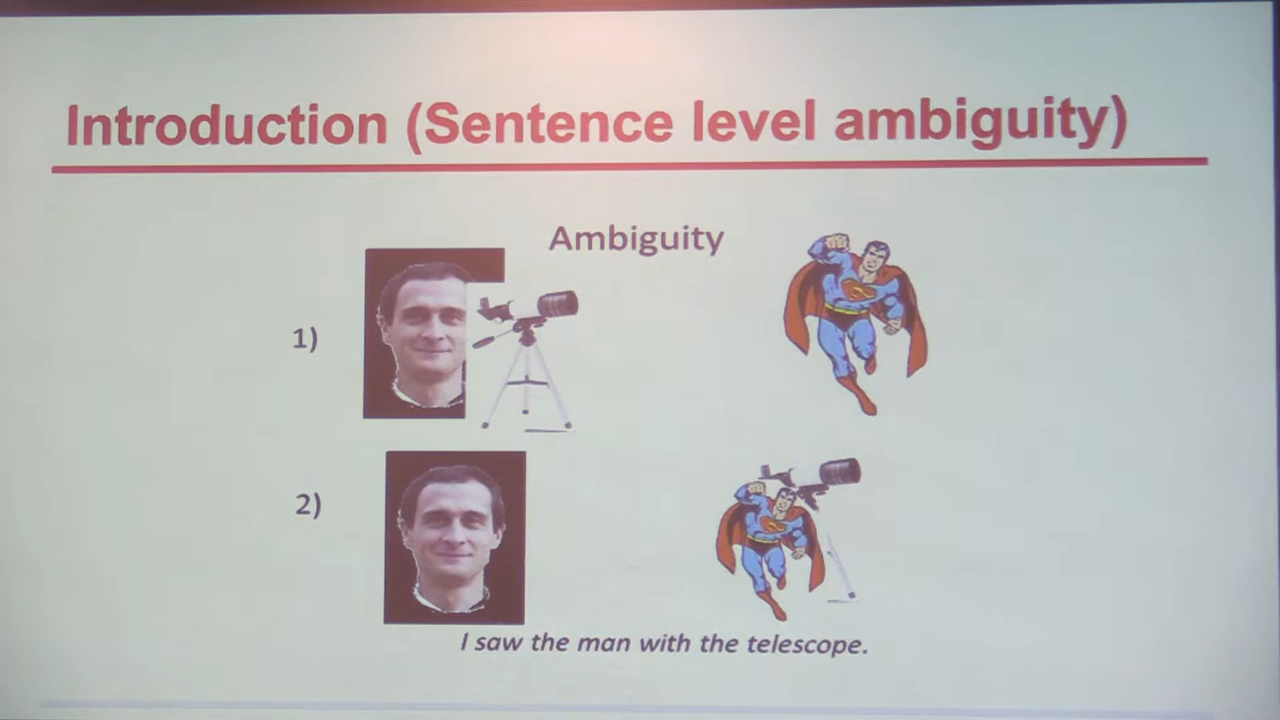 Introduction (Sentence level ambiguity)
Ambiguity
1)
2)
I saw the man with the telescope.